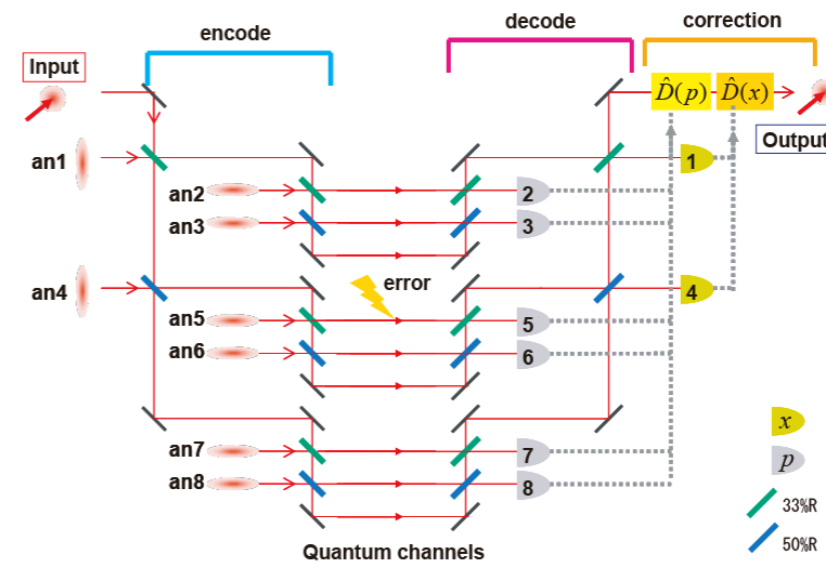 encode
decode
correction
Input
D̂(p)
D̂(x)
Output
an1
1
an2
2
an3
3
an4
error
4
an5
5
an6
6
an7
7
an8
8
x
p
33%R
50%R
Quantum channels